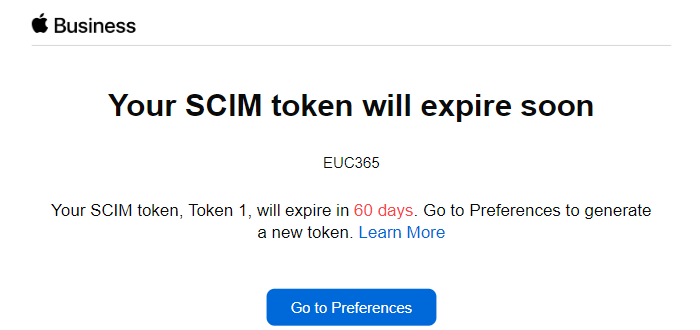 Business
Your SCIM token will expire soon
EUC365
Your SCIM token, Token 1, will expire in 60 days. Go to Preferences to generate
a new token. Learn More
Go to Preferences